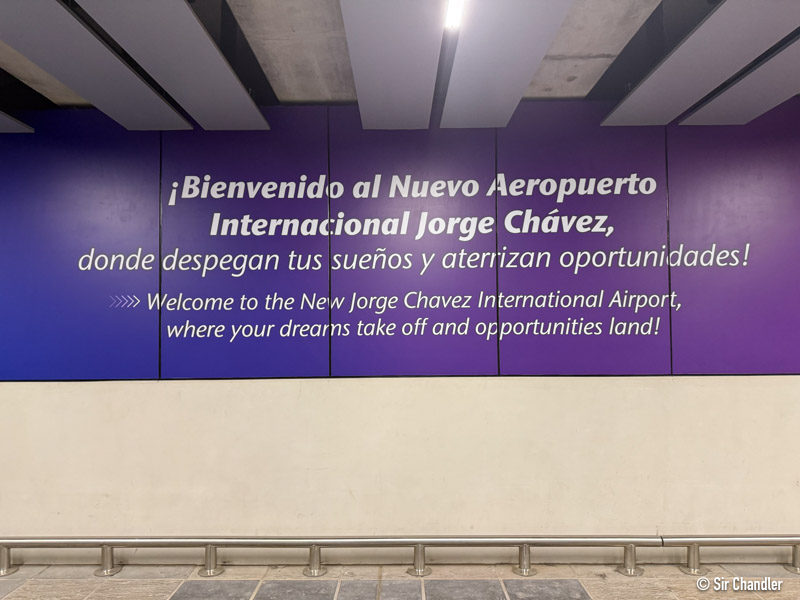 ¡Bienvenido al Nuevo Aeropuerto
Internacional Jorge Chávez,
donde despegan tus sueños y aterrizan oportunidades!
Welcome to the New Jorge Chavez International Airport,
where your dreams take off and opportunities land!
© Sir Chandler